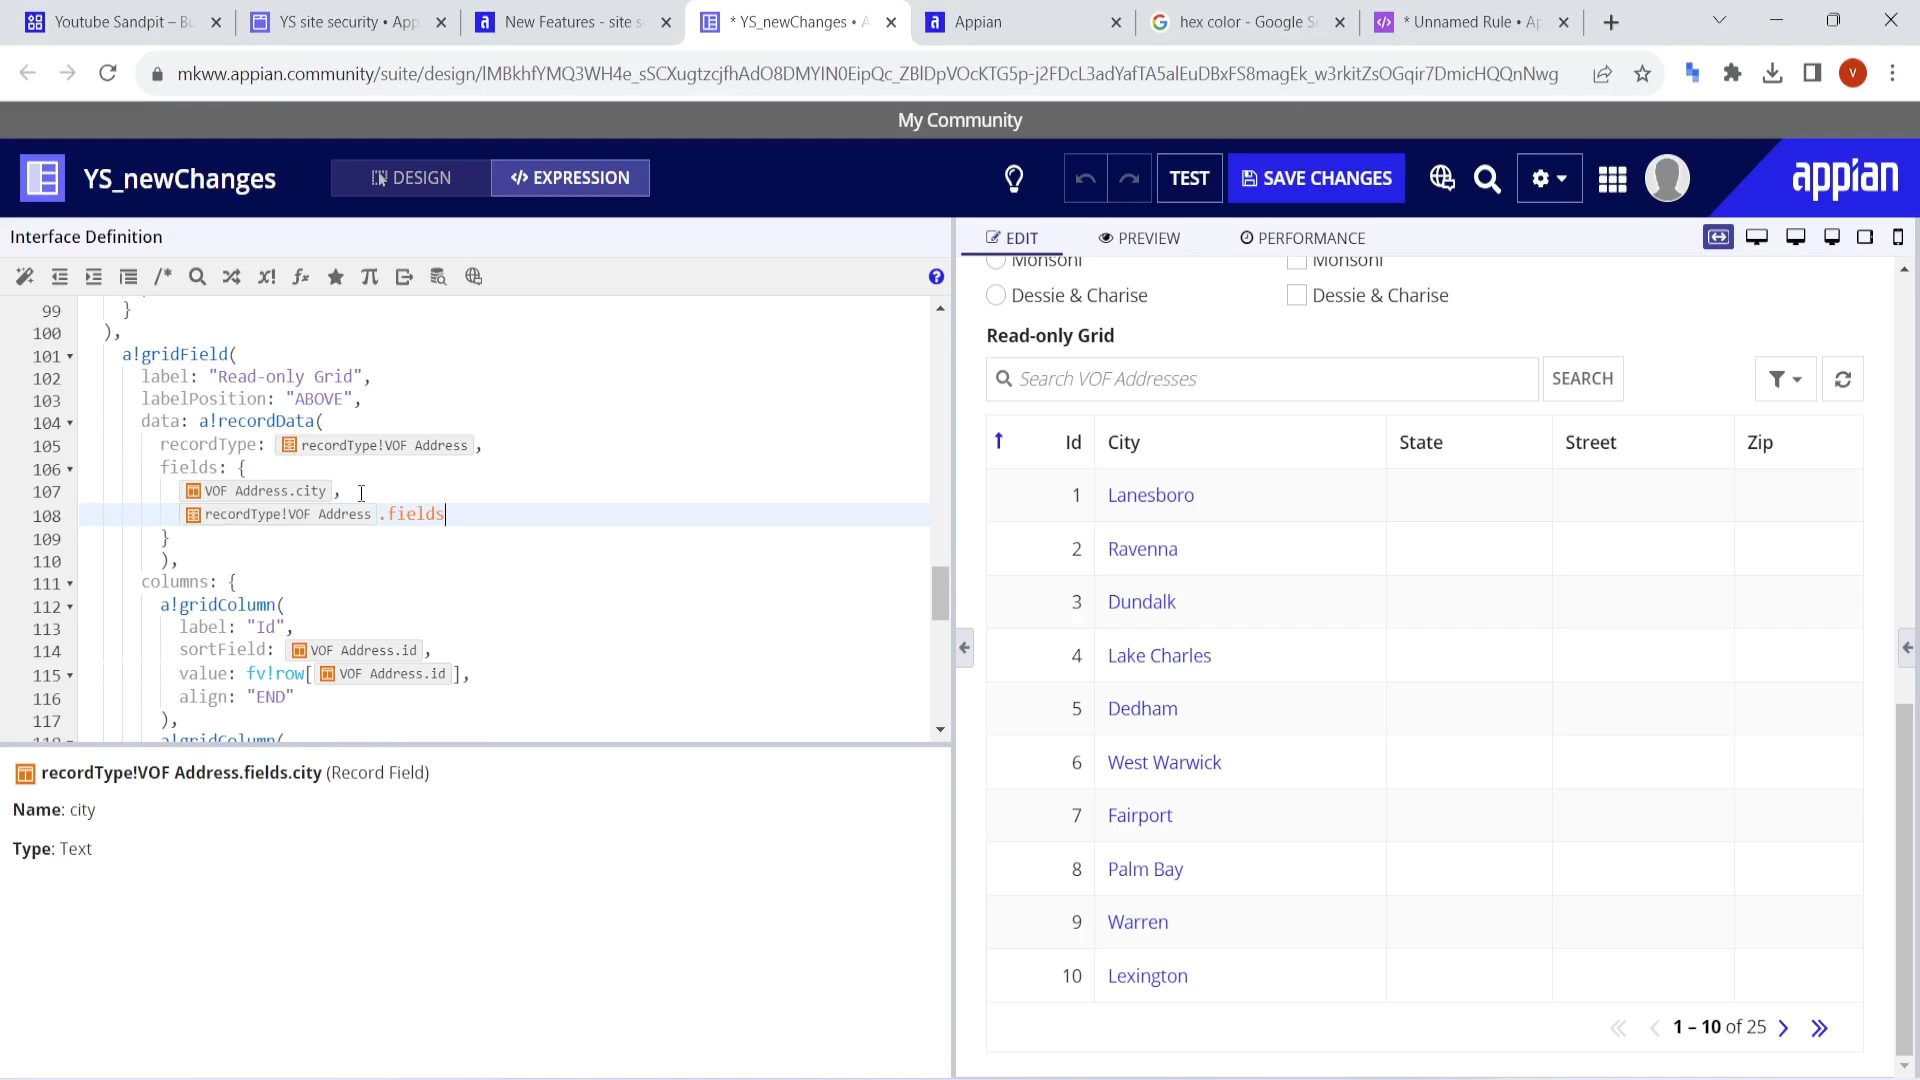 Youtube Sandpit – Bu
YS site security • App
New Features - site s
* YS_newChanges • A
Appian
hex color - Google S
* Unnamed Rule • Ap
mkww.appian.community/suite/design/lMBkhfYMQ3WH4e_sSCXugtzcjfhAdO8DMYIN0EipQc_ZBlDpVOcKTG5p-j2FDcL3adYafTA5alEuDBxFS8magEk_w3rkitZsOGqir7DmicHQQnNwg
V
My Community
YS_newChanges
DESIGN
</> EXPRESSION
TEST
SAVE CHANGES
appian
Interface Definition
EDIT
PREVIEW
PERFORMANCE
99 }
100 ),
101 a!gridField(
102 label: "Read-only Grid",
103 labelPosition: "ABOVE",
104 data: a!recordData(
105 recordType: recordType!VOF Address,
106 fields: {
107 VOF Address.city,
108 recordType!VOF Address.fields
109 }
110 ),
111 columns: {
112 a!gridColumn(
113 label: "Id",
114 sortField: VOF Address.id,
115 value: fv!row[VOF Address.id],
116 align: "END"
117 ),
118 a!gridColumn(
recordType!VOF Address.fields.city (Record Field)
Name: city
Type: Text
Monsoni Monsoni
Dessie & Charise Dessie & Charise
Read-only Grid
Search VOF Addresses SEARCH
Id City State Street Zip
1 Lanesboro
2 Ravenna
3 Dundalk
4 Lake Charles
5 Dedham
6 West Warwick
7 Fairport
8 Palm Bay
9 Warren
10 Lexington
1 – 10 of 25